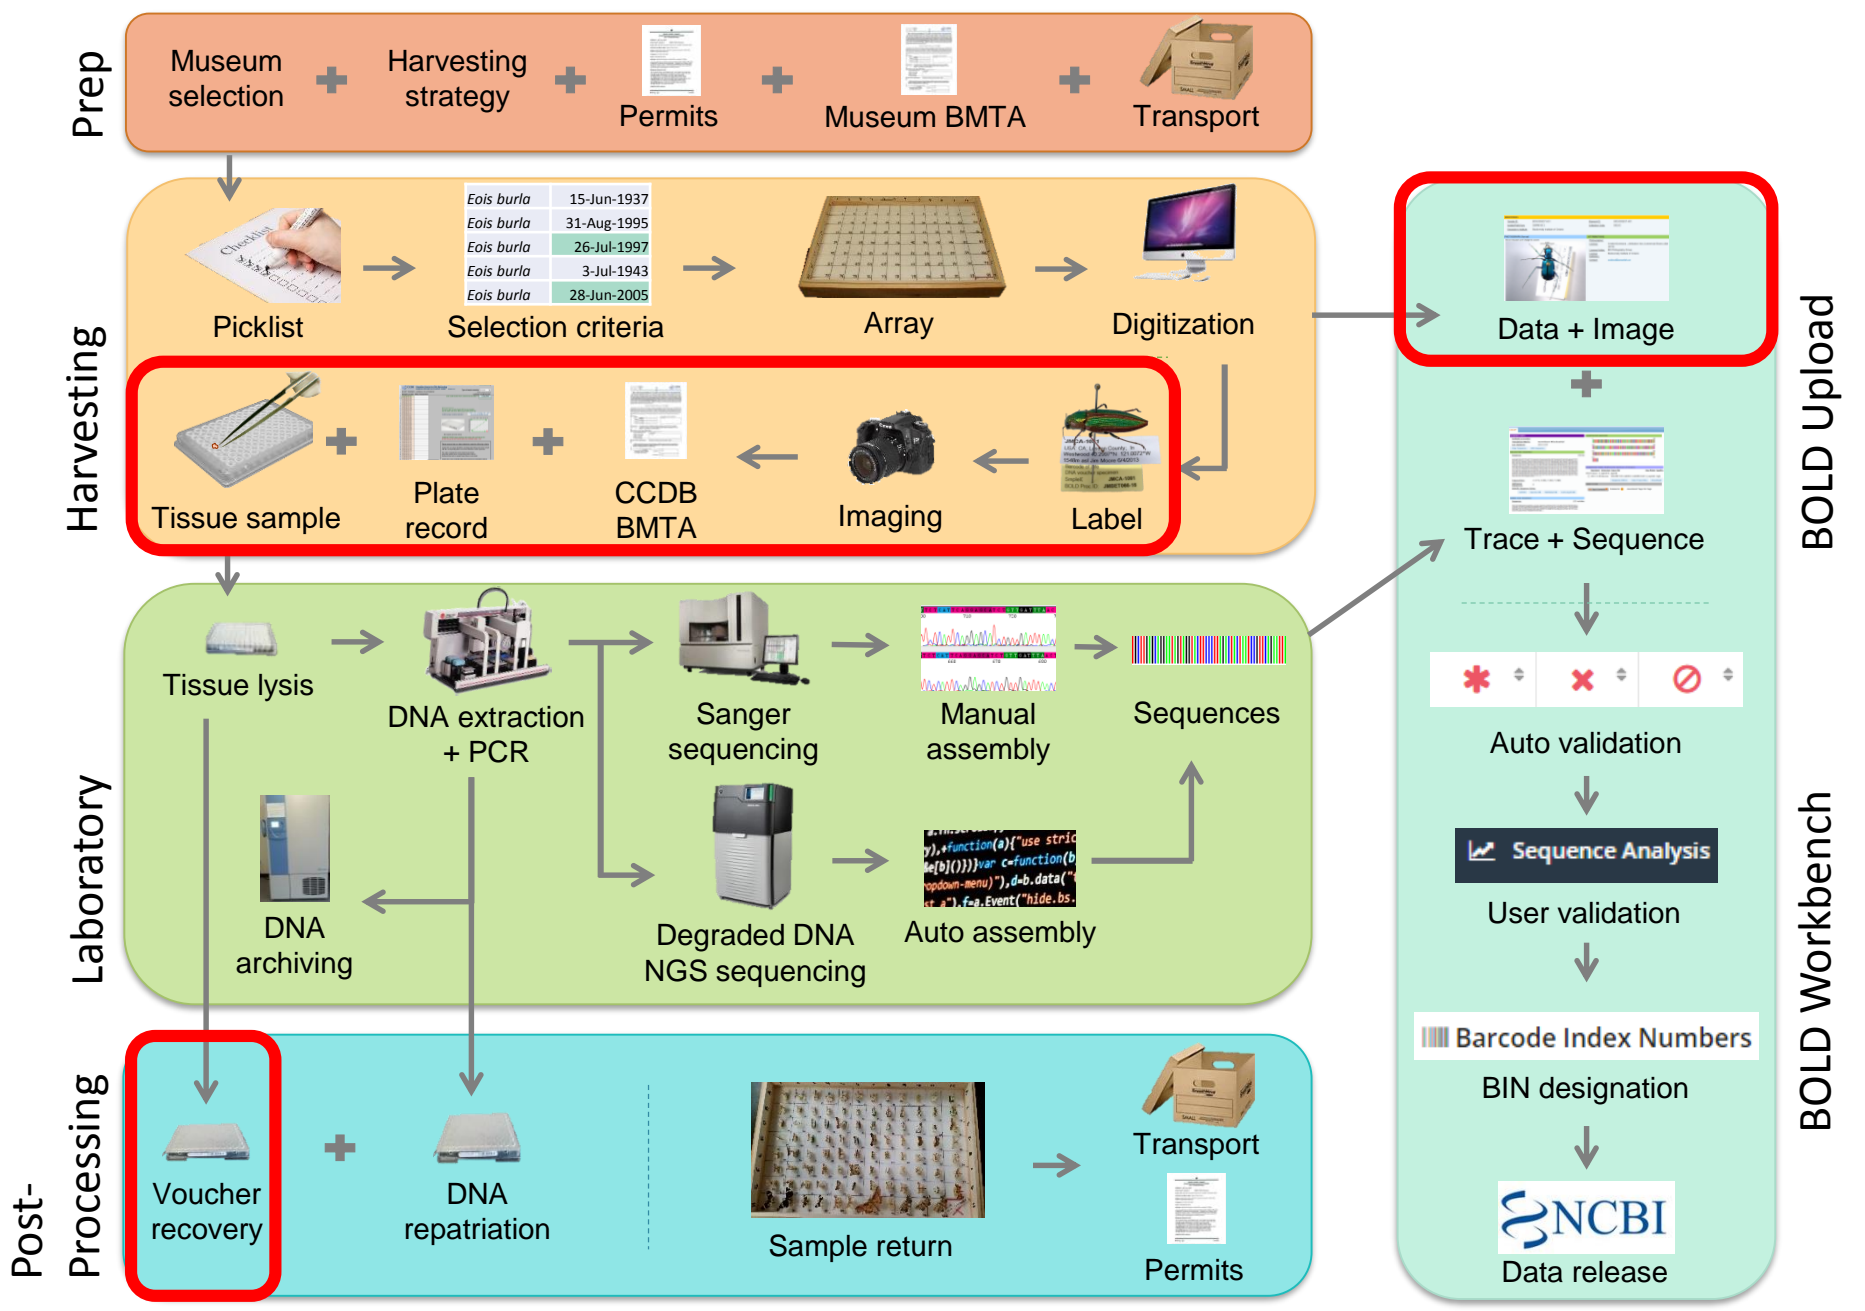 Prep
Museum
selection
Harvesting
strategy
Permits
Museum BMTA
Transport
Harvesting
Checklist
Picklist
Eois burla 15-Jun-1937
Eois burla 31-Aug-1995
Eois burla 26-Jul-1997
Eois burla 3-Jul-1943
Eois burla 28-Jun-2005
Selection criteria
Array
Digitization
Tissue sample
Plate
record
CCDB
BMTA
Imaging
Label
Laboratory
Tissue lysis
DNA extraction
+ PCR
Sanger
sequencing
Manual
assembly
Sequences
DNA
archiving
Degraded DNA
NGS sequencing
Auto assembly
Post-
Processing
Voucher
recovery
DNA
repatriation
Sample return
Transport
Permits
BOLD Upload
Data + Image
Trace + Sequence
BOLD Workbench
Auto validation
Sequence Analysis
User validation
Barcode Index Numbers
BIN designation
NCBI
Data release